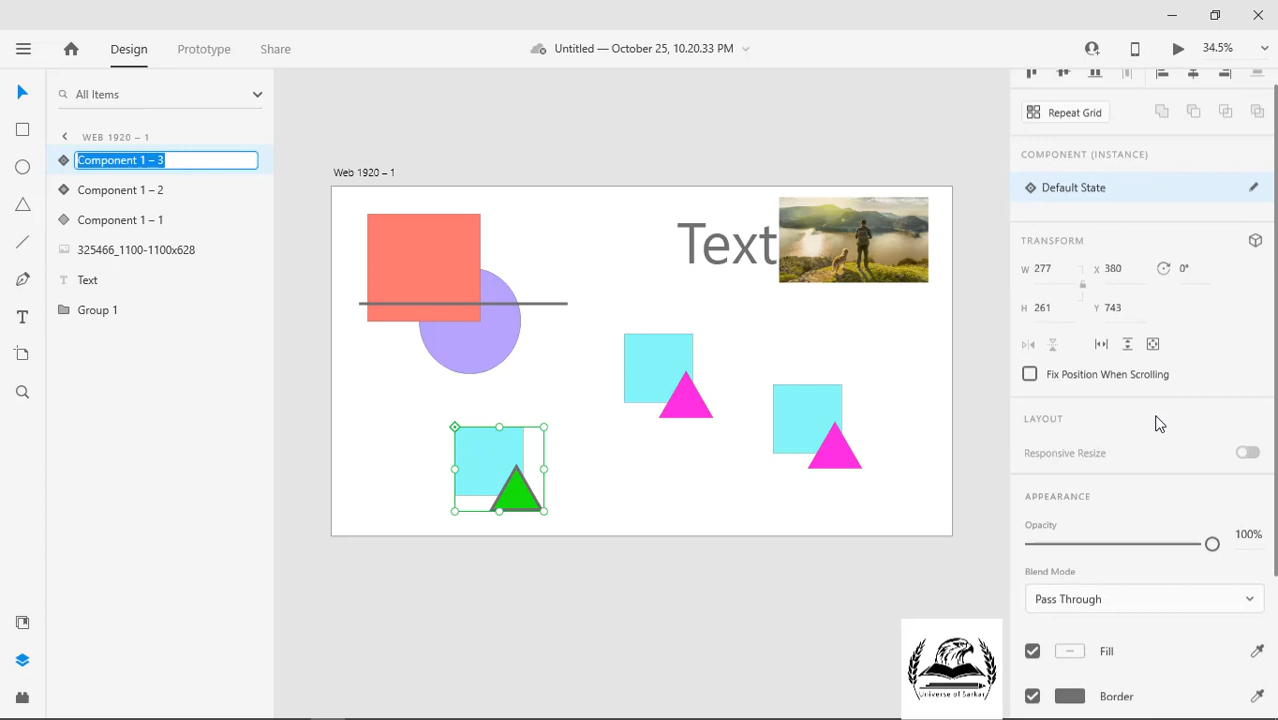 Design
Prototype
Share
Untitled — October 25, 10.20.33 PM
34.5%
All Items
WEB 1920 – 1
Component 1 – 3
Component 1 – 2
Component 1 – 1
325466_1100-1100x628
Text
Group 1
Web 1920 – 1
Text
Universe of Sarkar
Repeat Grid
COMPONENT (INSTANCE)
Default State
TRANSFORM
W 277 X 380 0°
H 261 Y 743
Fix Position When Scrolling
LAYOUT
Responsive Resize
APPEARANCE
Opacity
100%
Blend Mode
Pass Through
Fill
Border